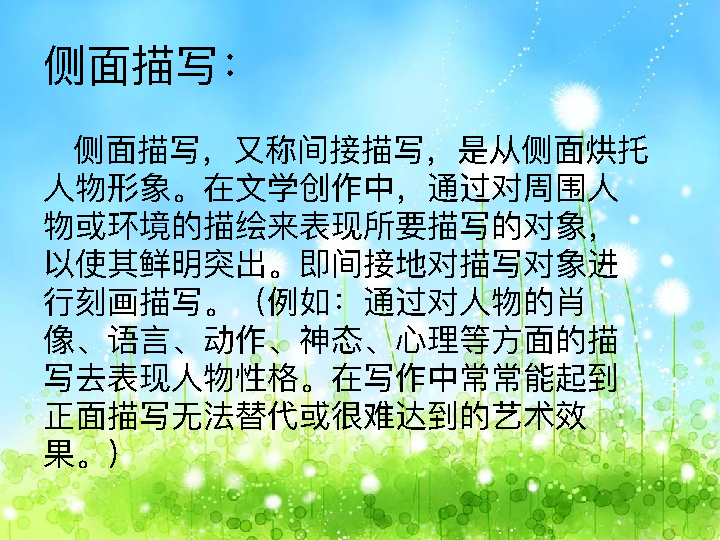 侧面描写：
侧面描写，又称间接描写，是从侧面烘托
人物形象。在文学创作中，通过对周围人
物或环境的描绘来表现所要描写的对象，
以使其鲜明突出。即间接地对描写对象进
行刻画描写。（例如：通过对人物的肖
像、语言、动作、神态、心理等方面的描
写去表现人物性格。在写作中常常能起到
正面描写无法替代或很难达到的艺术效
果。）